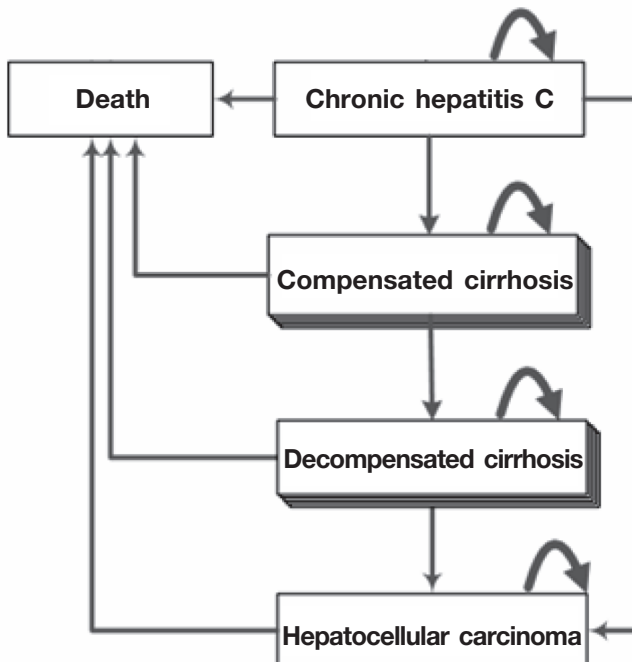 Death
Chronic hepatitis C
Compensated cirrhosis
Decompensated cirrhosis
Hepatocellular carcinoma